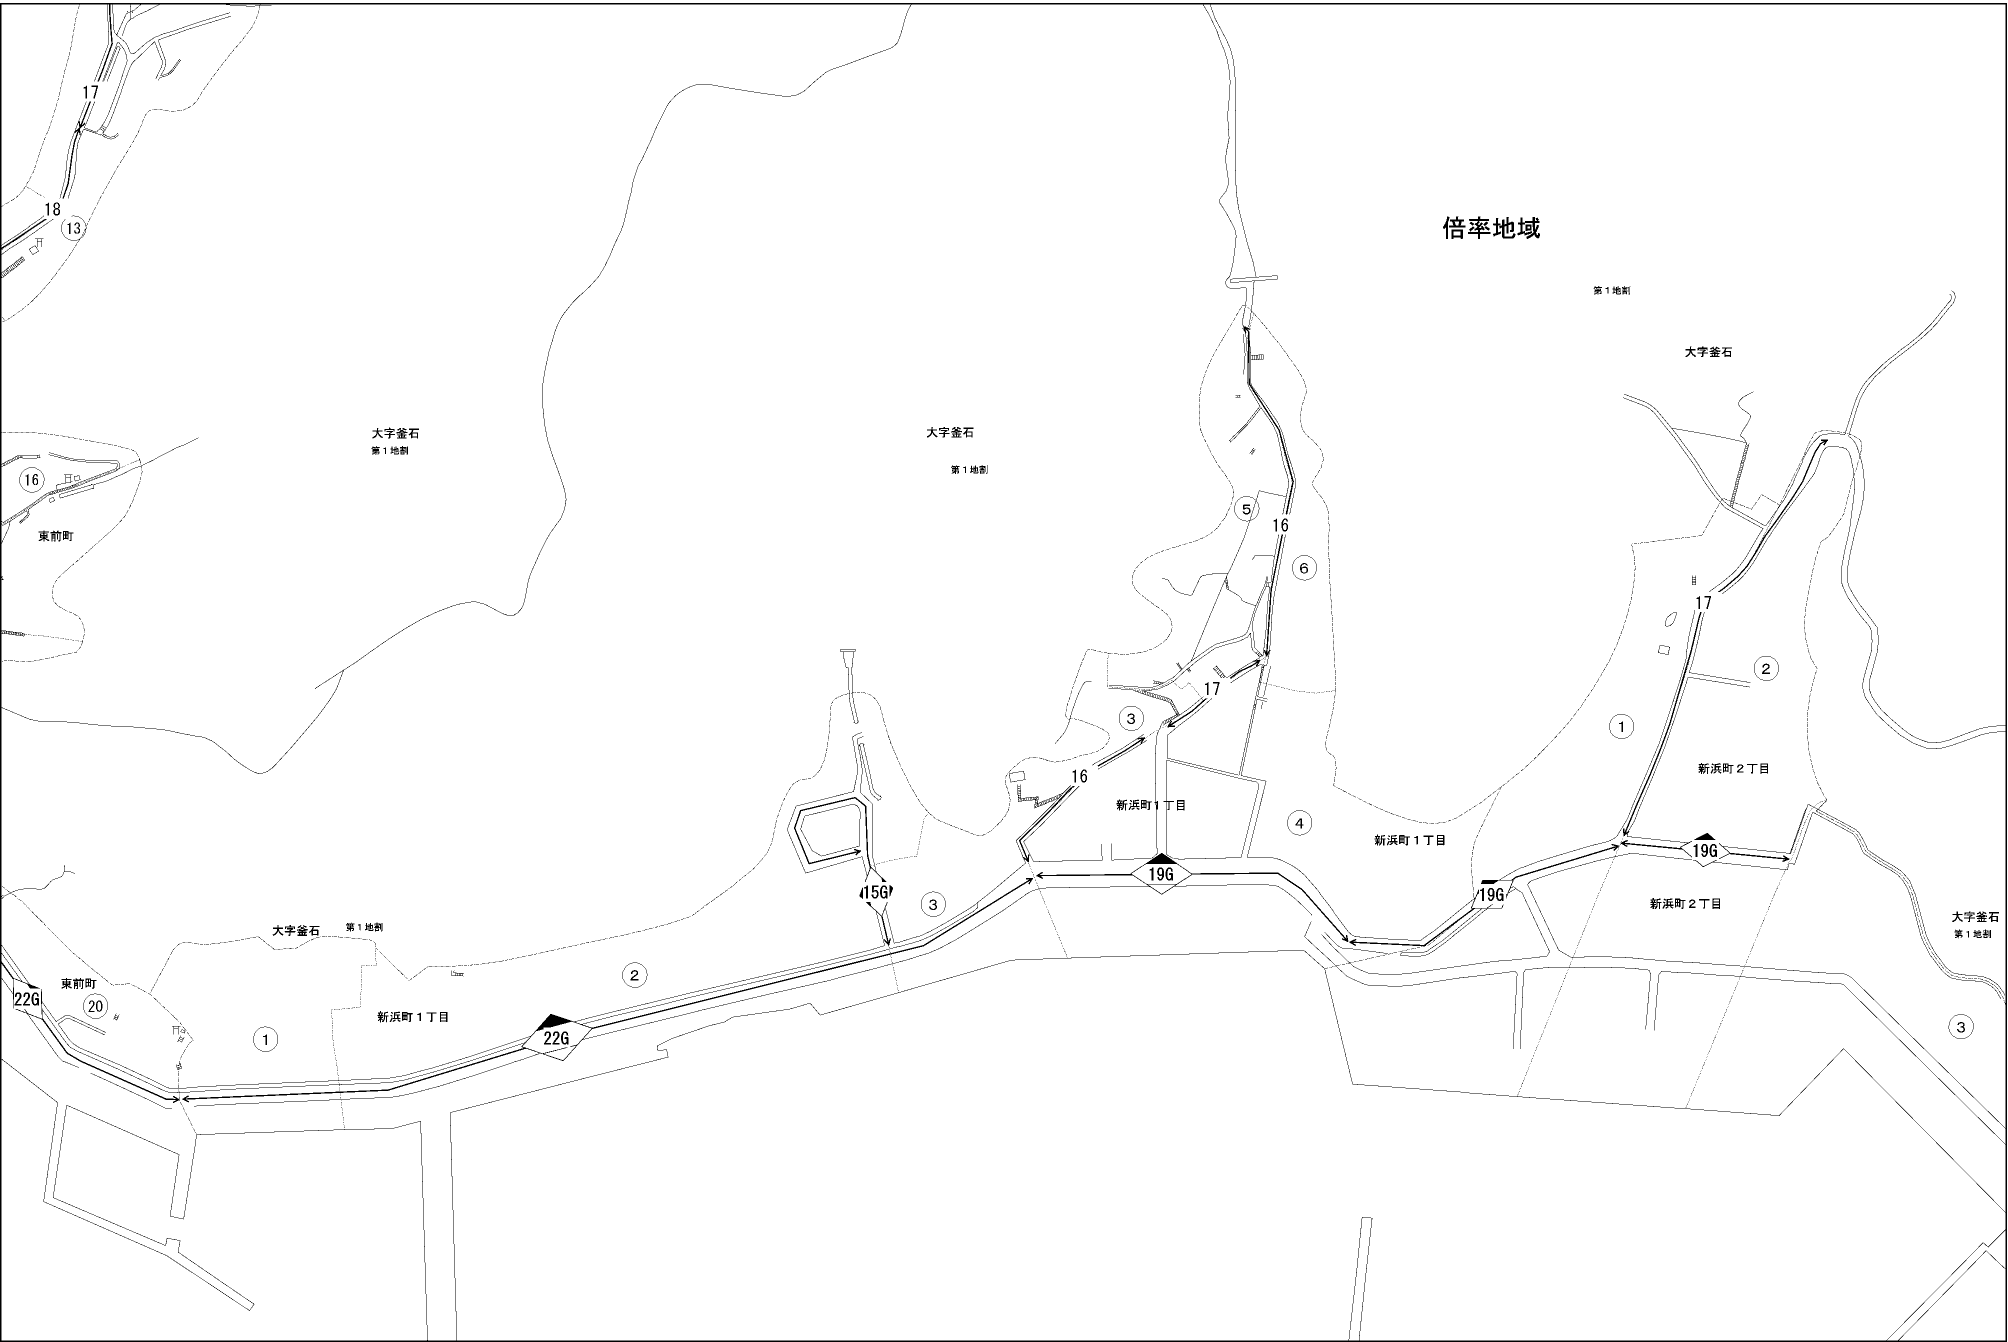 17
18
⑬
倍率地域
第１地割
大字釜石
大字釜石
第１地割
大字釜石
第１地割
⑯
東前町
⑤
16
⑥
17
②
①
17
③
16
新浜町１丁目
④
新浜町１丁目
新浜町２丁目
19G
19G
19G
15G
③
新浜町２丁目
大字釜石
第１地割
大字釜石
第１地割
②
東前町
22G
⑳
新浜町１丁目
①
22G
③